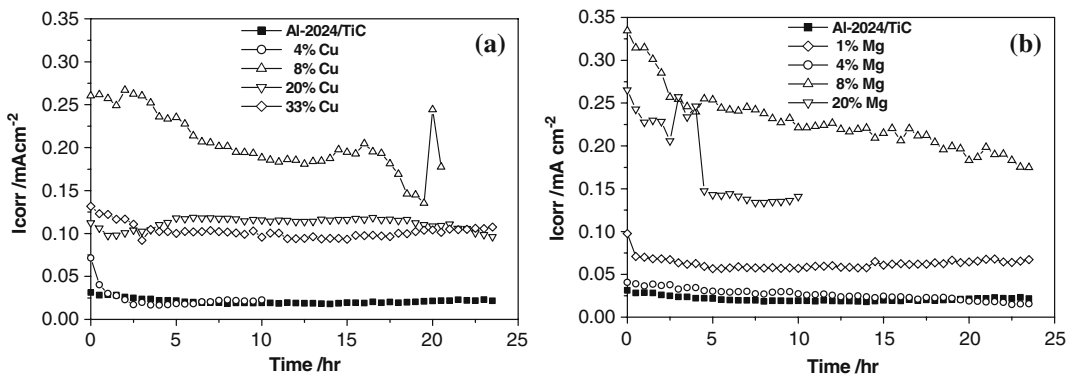 (a)
Al-2024/TiC
4% Cu
8% Cu
20% Cu
33% Cu
0.35
0.30
0.25
0.20
0.15
0.10
0.05
0.00
Icorr /mAcm-2
0 5 10 15 20 25
Time /hr
(b)
Al-2024/TiC
1% Mg
4% Mg
8% Mg
20% Mg
0.35
0.30
0.25
0.20
0.15
0.10
0.05
0.00
Icorr /mA cm-2
0 5 10 15 20 25
Time /hr